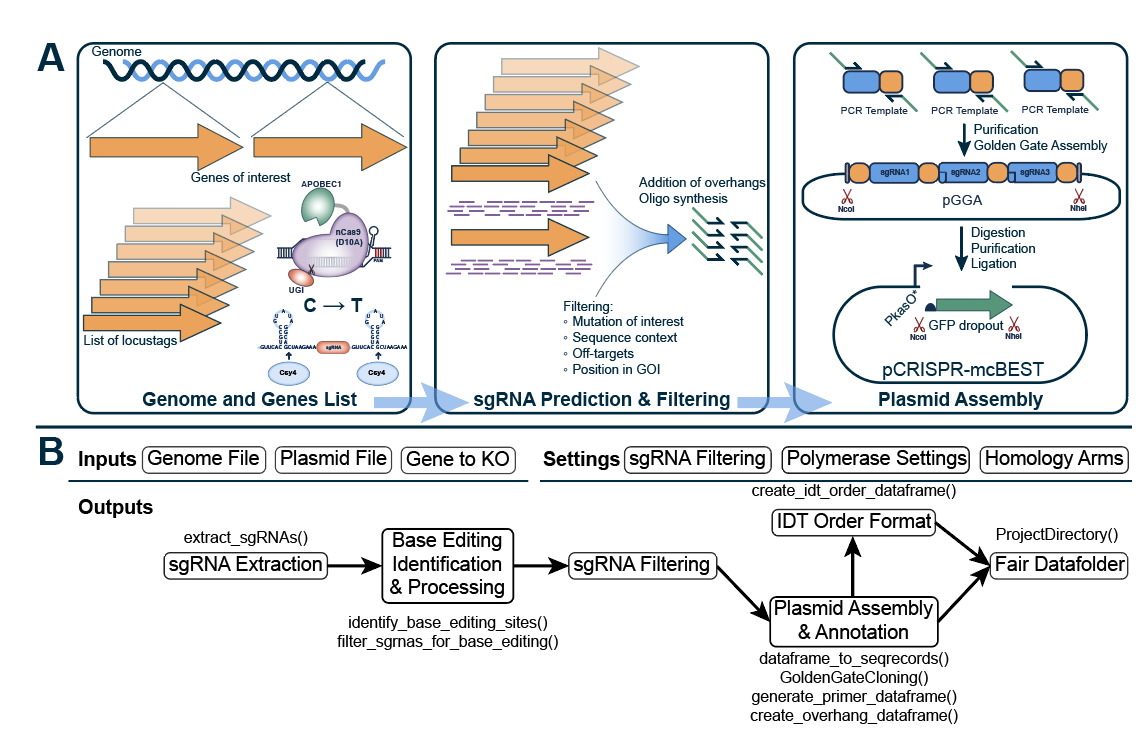 A
Genome
Genes of interest
APOBEC1
nCas9
(D10A)
PAM
UGI
C → T
List of locustags
GUUCAC
GCUAAGAAA
sgRNA
GUUCAC
GCUAAGAAA
Csy4
Csy4
Genome and Genes List
Addition of overhangs
Oligo synthesis
Filtering:
◦ Mutation of interest
◦ Sequence context
◦ Off-targets
◦ Position in GOI
sgRNA Prediction & Filtering
PCR Template
PCR Template
PCR Template
Purification
Golden Gate Assembly
sgRNA1
sgRNA2
sgRNA3
pGGA
NcoI
NheI
Digestion
Purification
Ligation
PkasO*
GFP dropout
NcoI
NheI
pCRISPR-mcBEST
Plasmid Assembly
B
Inputs
Genome File
Plasmid File
Gene to KO
Settings
sgRNA Filtering
Polymerase Settings
Homology Arms
Outputs
create_idt_order_dataframe()
IDT Order Format
extract_sgRNAs()
sgRNA Extraction
Base Editing
Identification
& Processing
identify_base_editing_sites()
filter_sgrnas_for_base_editing()
sgRNA Filtering
ProjectDirectory()
Fair Datafolder
Plasmid Assembly
& Annotation
dataframe_to_seqrecords()
GoldenGateCloning()
generate_primer_dataframe()
create_overhang_dataframe()